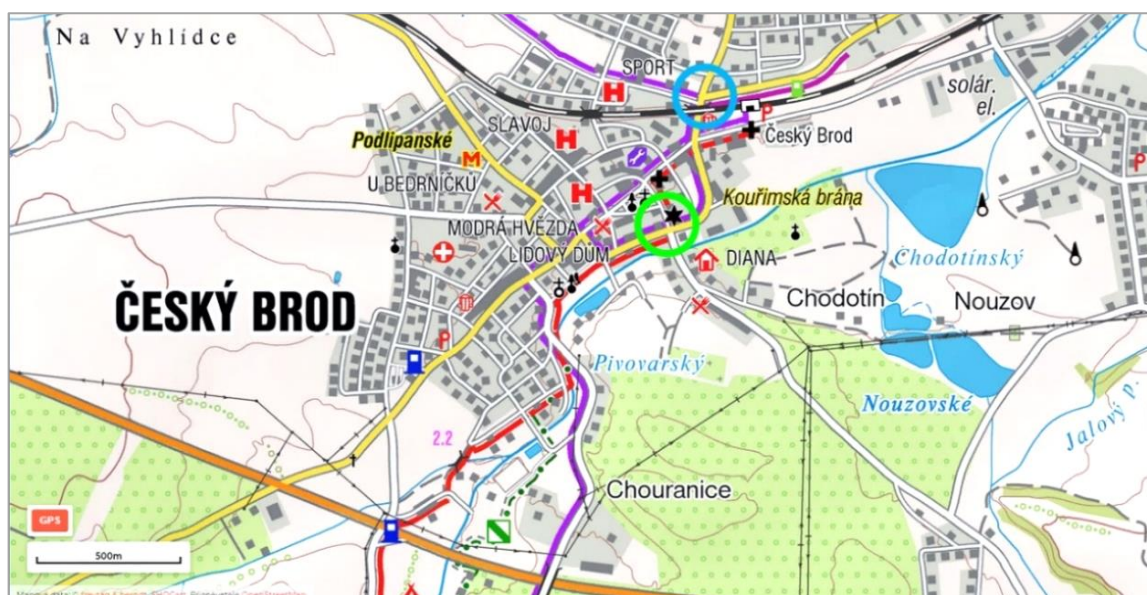 Na Vyhlídce
SPORT
solár.
el.
SLAVOJ
Český Brod
Podlipanské
M
U BEDRNÍČKŮ
Kouřimská brána
MODRÁ HVĚZDA
LIDOVÝ DŮM
DIANA
Chodotínský
ČESKÝ BROD
Chodotín
Nouzov
Pivovarský
Nouzovské
Jalový p.
2.2
Chouranice
GPS
500m